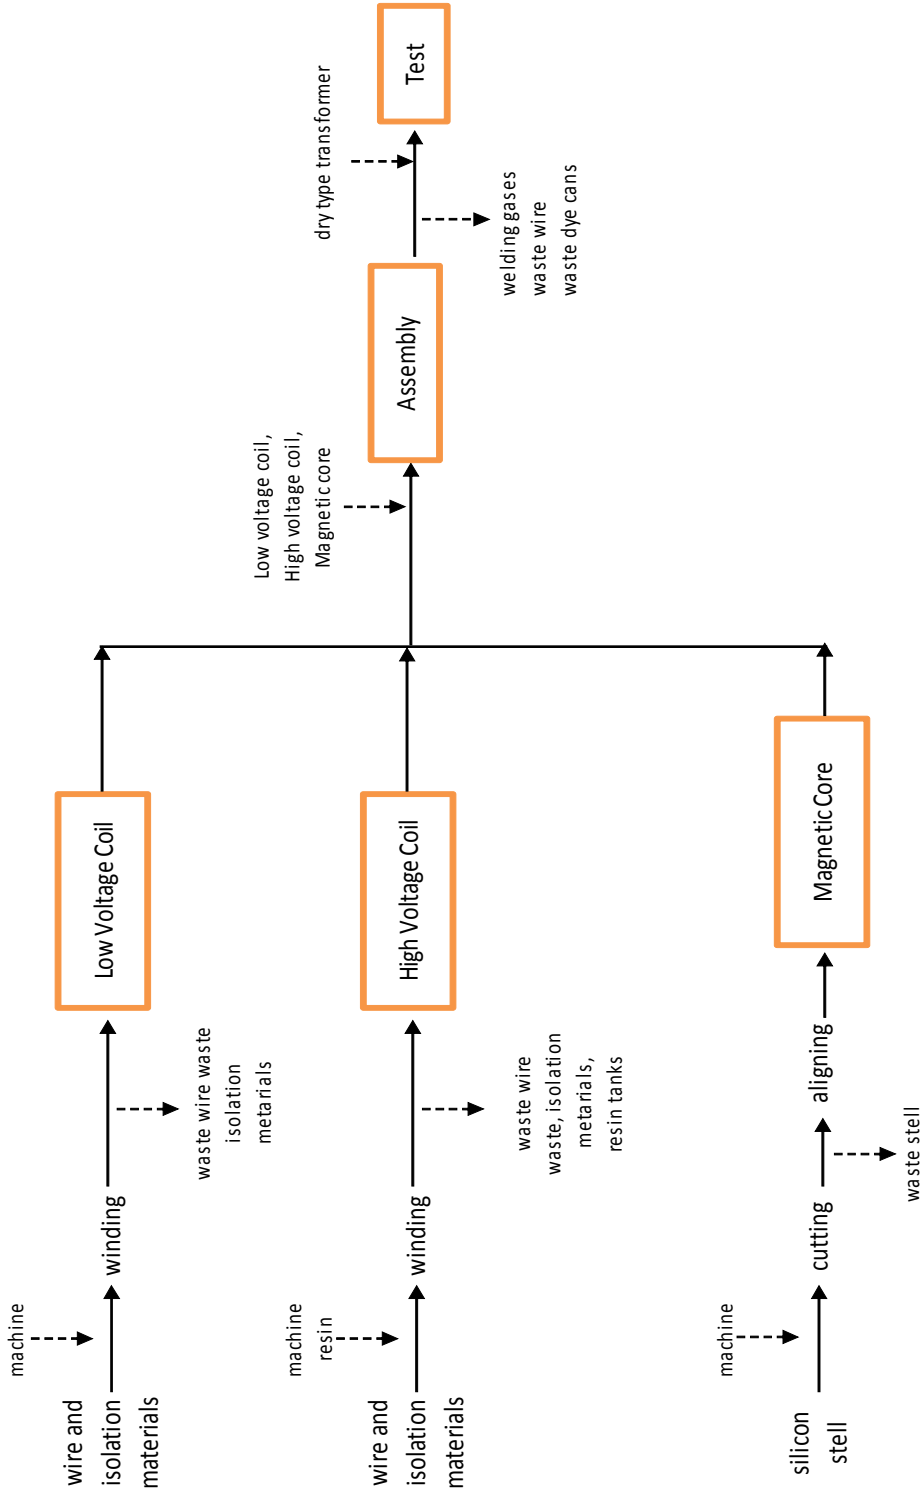 machine
wire and
isolation
materials
winding
waste wire waste
isolation
metarials
Low Voltage Coil
machine
resin
wire and
isolation
materials
winding
waste wire
waste, isolation
metarials,
resin tanks
High Voltage Coil
machine
silicon
stell
cutting
waste stell
aligning
Magnetic Core
Low voltage coil,
High voltage coil,
Magnetic core
Assembly
dry type transformer
welding gases
waste wire
waste dye cans
Test